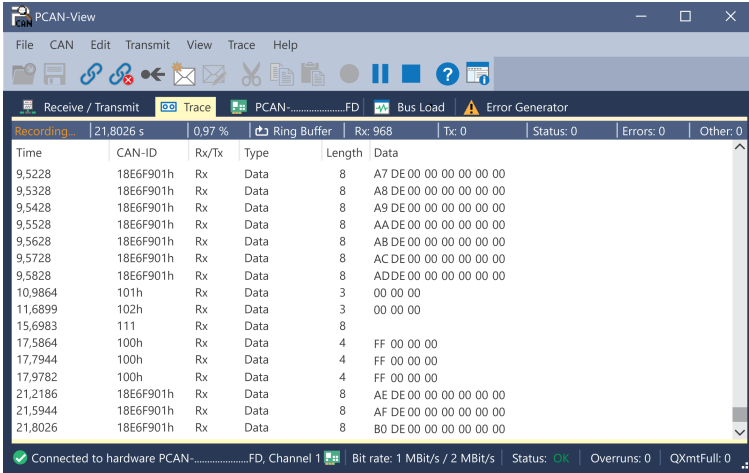 PCAN-View
File CAN Edit Transmit View Trace Help
Receive / Transmit Trace PCAN-.....................FD Bus Load Error Generator
Recording... 21,8026 s 0,97 % Ring Buffer Rx: 968 Tx: 0 Status: 0 Errors: 0 Other: 0
Time CAN-ID Rx/Tx Type Length Data
9,5228 18E6F901h Rx Data 8 A7 DE 00 00 00 00 00 00
9,5328 18E6F901h Rx Data 8 A8 DE 00 00 00 00 00 00
9,5428 18E6F901h Rx Data 8 A9 DE 00 00 00 00 00 00
9,5528 18E6F901h Rx Data 8 AA DE 00 00 00 00 00 00
9,5628 18E6F901h Rx Data 8 AB DE 00 00 00 00 00 00
9,5728 18E6F901h Rx Data 8 AC DE 00 00 00 00 00 00
9,5828 18E6F901h Rx Data 8 AD DE 00 00 00 00 00 00
10,9864 101h Rx Data 3 00 00 00
11,6899 102h Rx Data 3 00 00 00
15,6983 111 Rx Data 8
17,5864 100h Rx Data 4 FF 00 00 00
17,7944 100h Rx Data 4 FF 00 00 00
17,9782 100h Rx Data 4 FF 00 00 00
21,2186 18E6F901h Rx Data 8 AE DE 00 00 00 00 00 00
21,5944 18E6F901h Rx Data 8 AF DE 00 00 00 00 00 00
21,8026 18E6F901h Rx Data 8 B0 DE 00 00 00 00 00 00
Connected to hardware PCAN-.....................FD, Channel 1 Bit rate: 1 MBit/s / 2 MBit/s Status: OK Overruns: 0 QXmtFull: 0